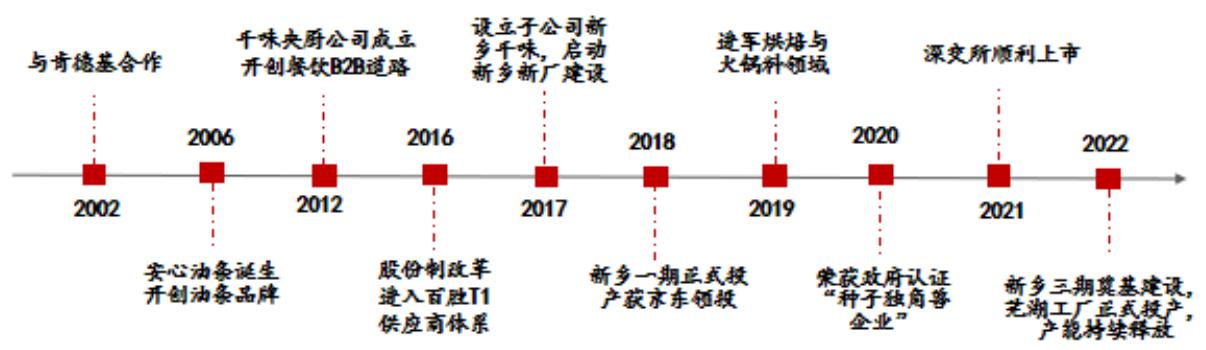 与肯德基合作
2002
2006
安心油条诞生
开创油条品牌
千味央厨公司成立
开创餐饮B2B道路
2012
2016
股份制改革
进入百胜T1
供应商体系
设立子公司新
乡千味，启动
新乡新厂建设
2017
2018
新乡一期正式投
产获京东领投
进军烘焙与
火锅料领域
2019
2020
荣获政府认证
“种子独角兽
企业”
深交所顺利上市
2021
2022
新乡三期奠基建设，
芜湖工厂正式投产，
产能持续释放